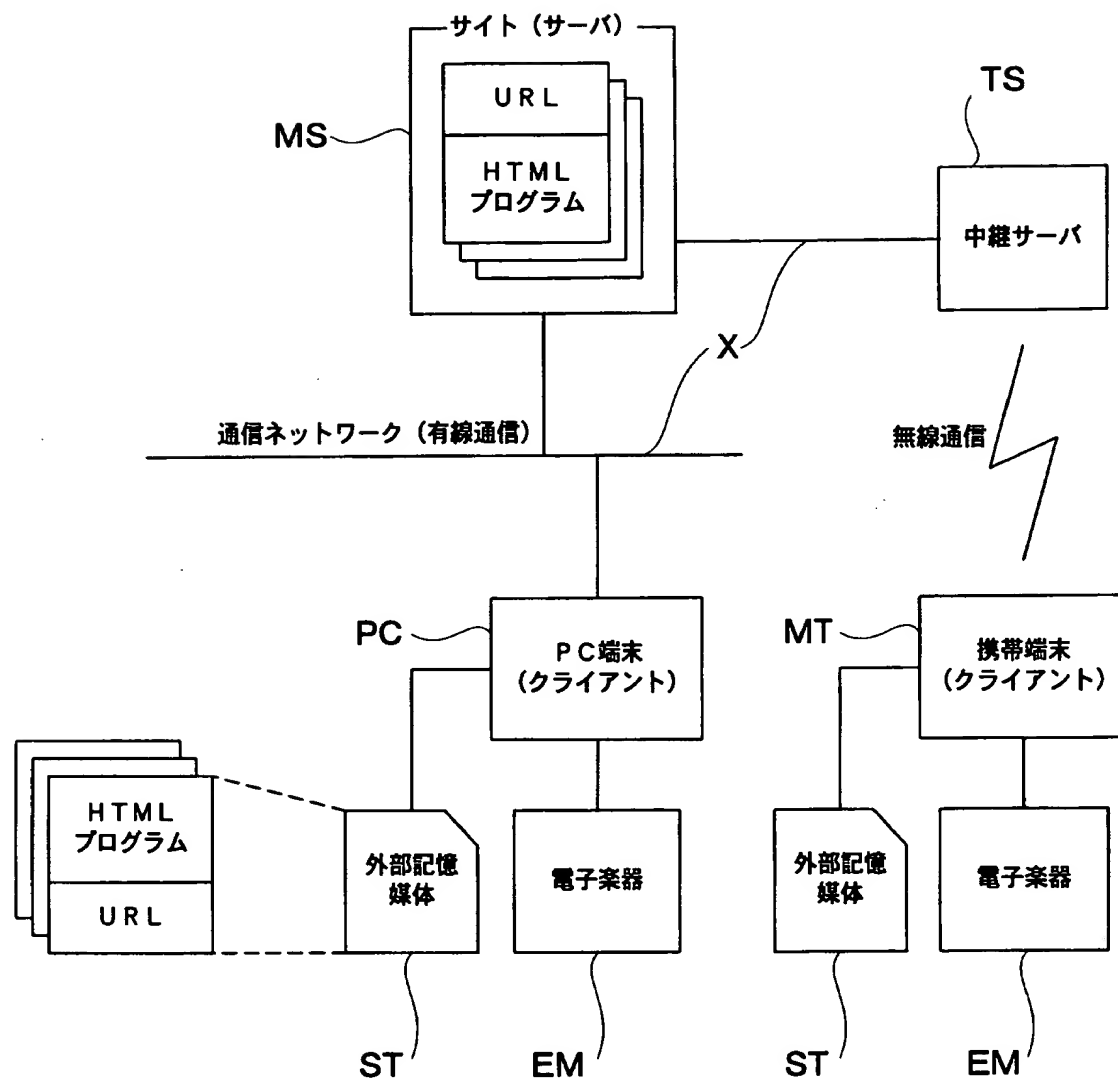 サイト（サーバ）
ＵＲＬ
ＨＴＭＬ
プログラム
MS
TS
中継サーバ
X
通信ネットワーク（有線通信）
無線通信
PC
ＰＣ端末
（クライアント）
MT
携帯端末
（クライアント）
ＨＴＭＬ
プログラム
ＵＲＬ
外部記憶
媒体
電子楽器
外部記憶
媒体
電子楽器
ST
EM
ST
EM